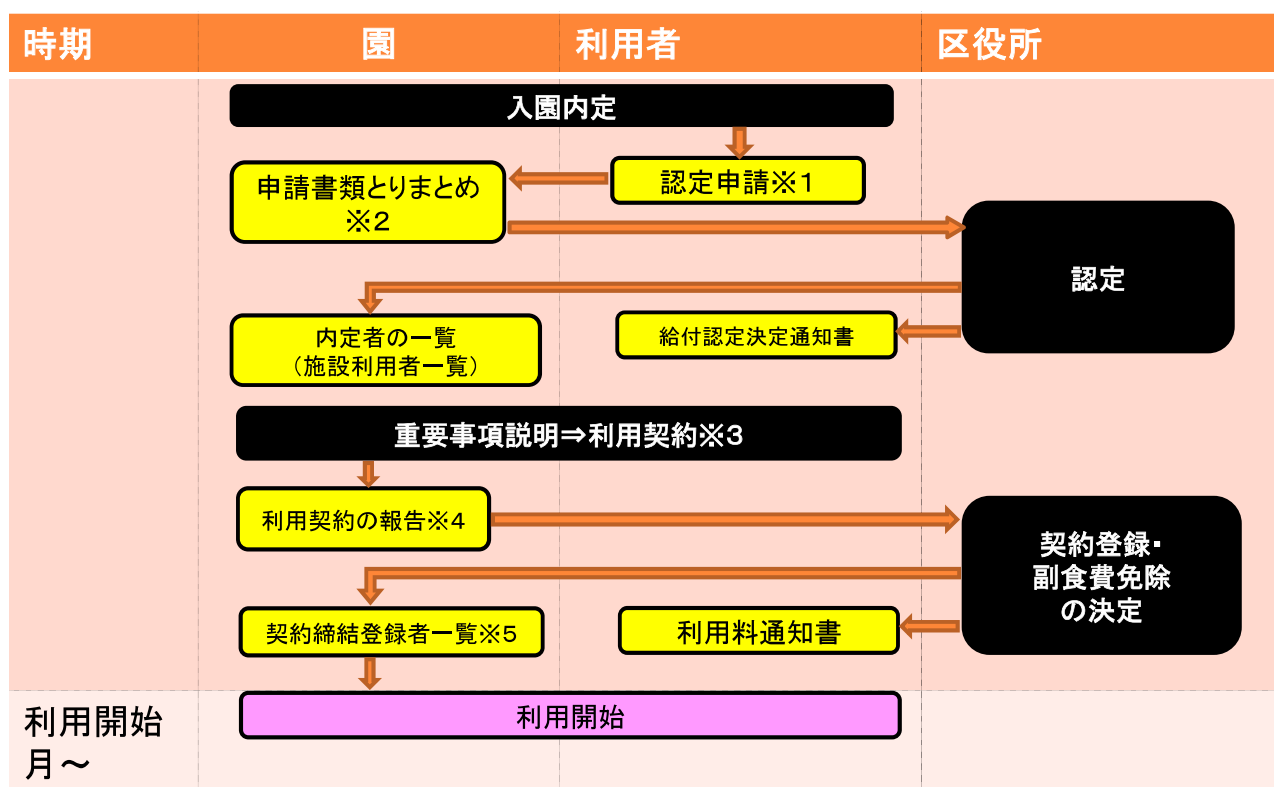 時期
園
利用者
区役所
入園内定
認定申請※１
申請書類とりまとめ
※２
認定
内定者の一覧
（施設利用者一覧）
給付認定決定通知書
重要事項説明⇒利用契約※３
利用契約の報告※４
契約登録・
副食費免除
の決定
契約締結登録者一覧※５
利用料通知書
利用開始
月～
利用開始